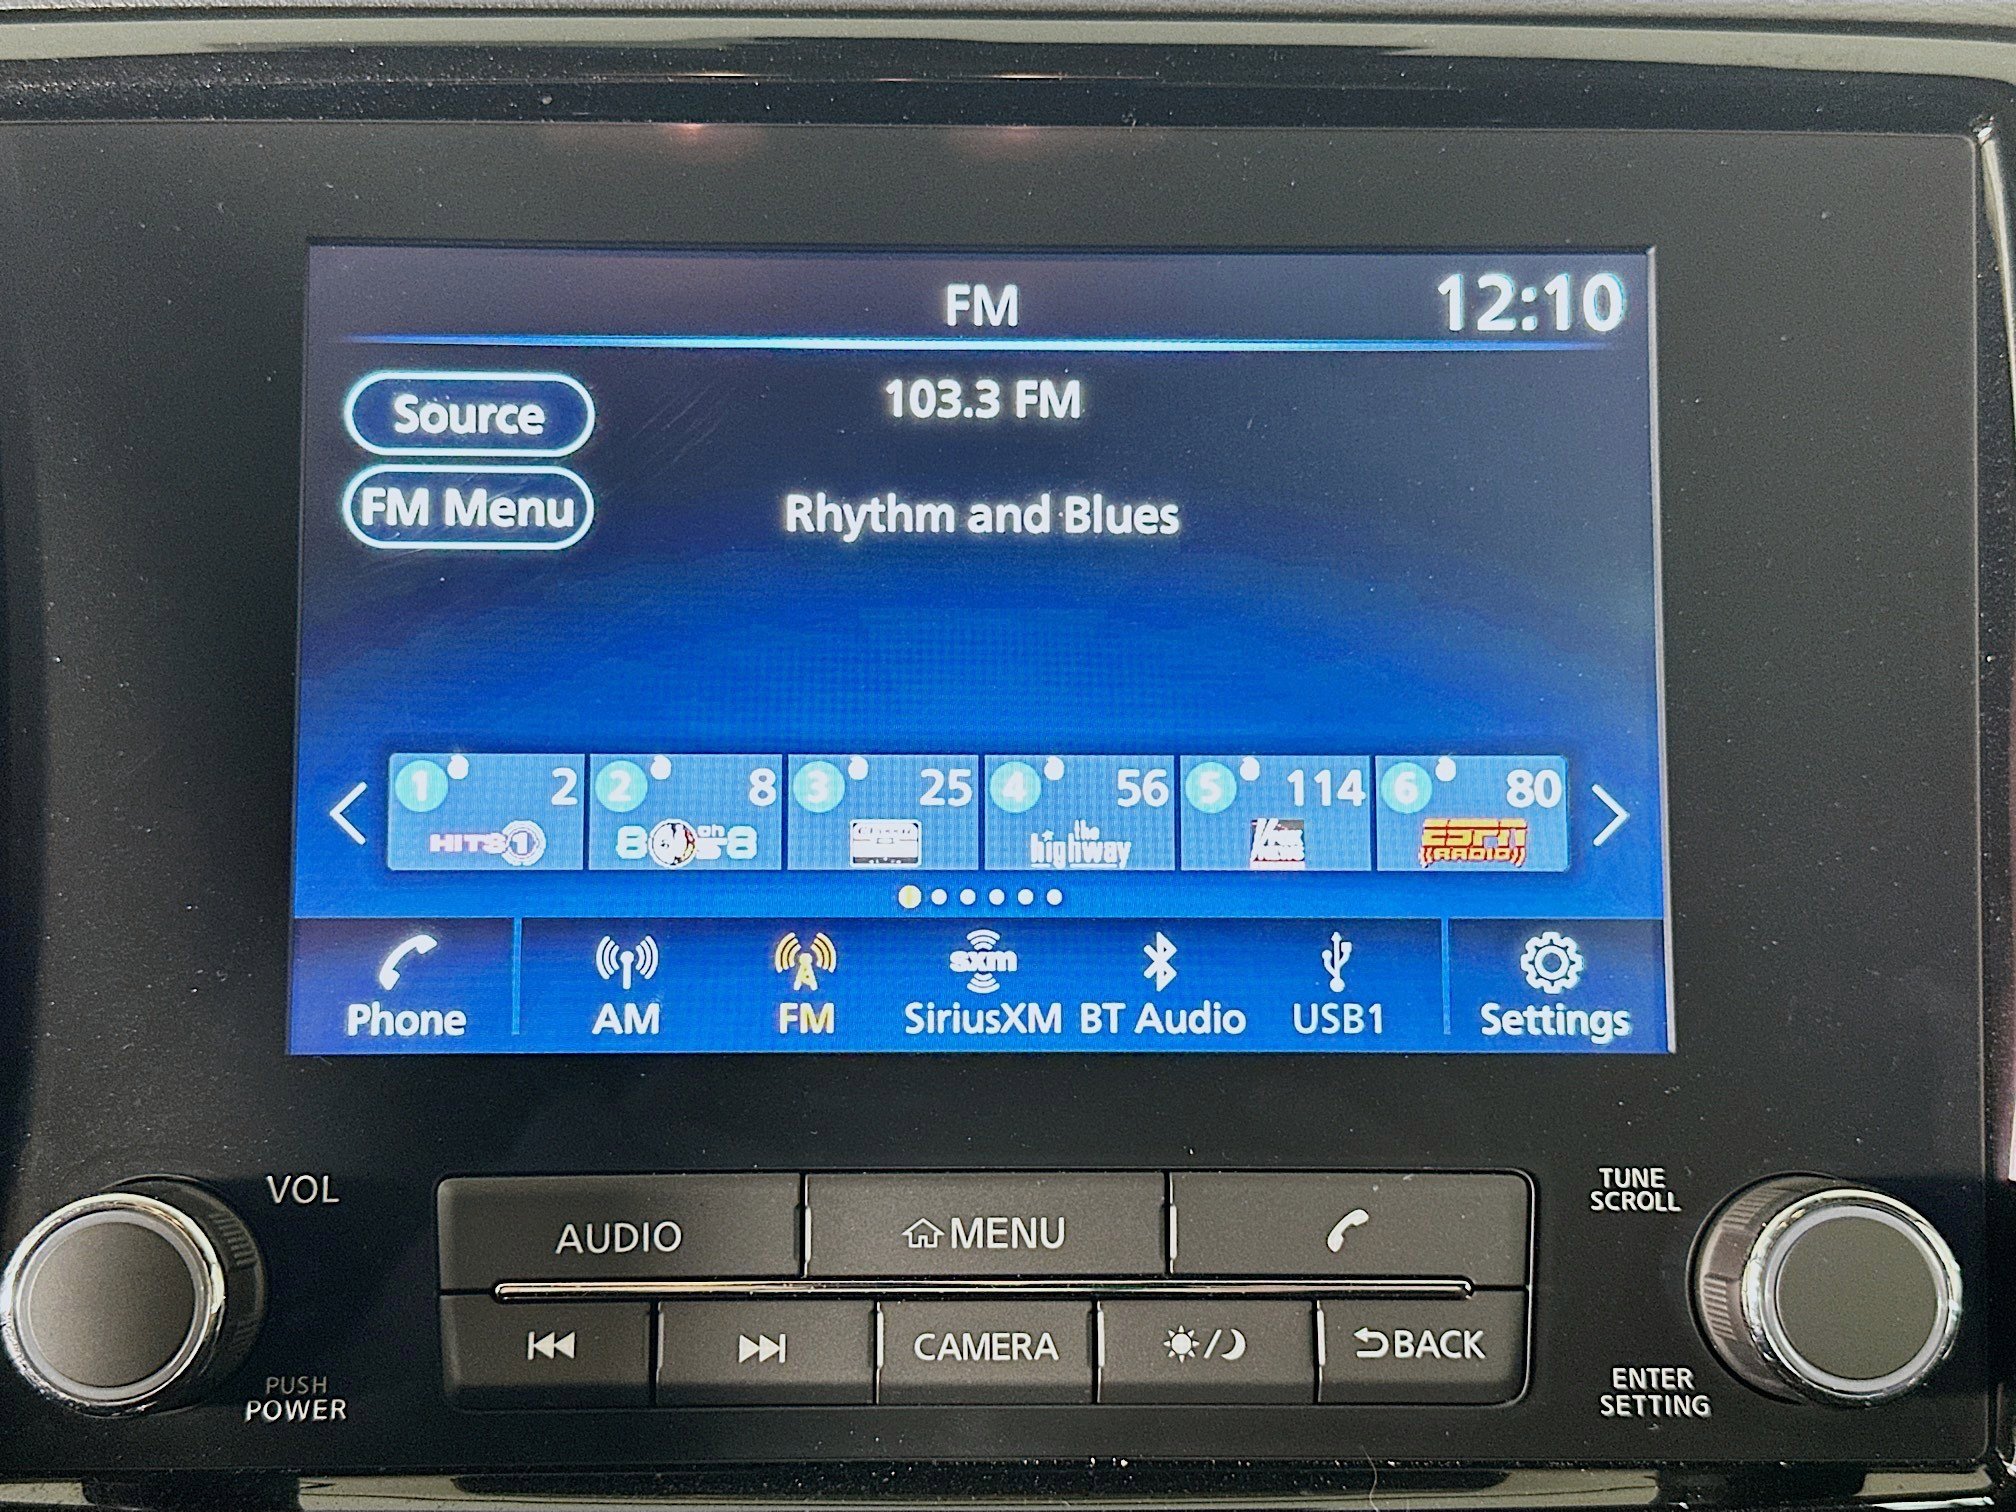 FM 12:10
Source
103.3 FM
FM Menu
Rhythm and Blues
1 2 2 8 3 25 4 56 5 114 6 80
HITS 1
the highway
ESPN RADIO
Phone AM FM sxm SiriusXM BT Audio USB1 Settings
VOL
PUSH
POWER
AUDIO MENU
CAMERA BACK
TUNE
SCROLL
ENTER
SETTING